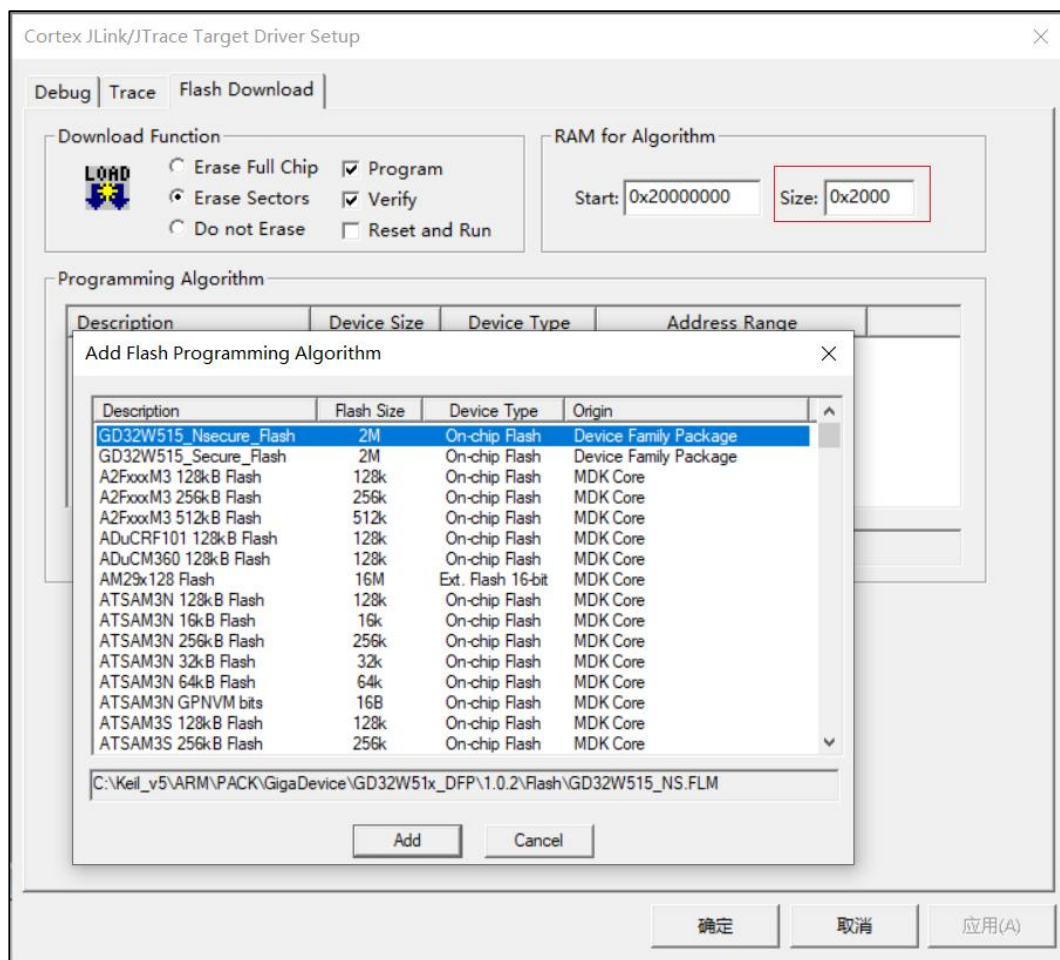 Cortex JLink/JTrace Target Driver Setup
Debug Trace Flash Download
Download Function
LOAD
Erase Full Chip Program
Erase Sectors Verify
Do not Erase Reset and Run
RAM for Algorithm
Start: 0x20000000 Size: 0x2000
Programming Algorithm
Description Device Size Device Type Address Range
Add Flash Programming Algorithm
Description Flash Size Device Type Origin
GD32W515_Nsecure_Flash 2M On-chip Flash Device Family Package
GD32W515_Secure_Flash 2M On-chip Flash Device Family Package
A2FxxxM3 128kB Flash 128k On-chip Flash MDK Core
A2FxxxM3 256kB Flash 256k On-chip Flash MDK Core
A2FxxxM3 512kB Flash 512k On-chip Flash MDK Core
ADuCRF101 128kB Flash 128k On-chip Flash MDK Core
ADuCM360 128kB Flash 128k On-chip Flash MDK Core
AM29x128 Flash 16M Ext. Flash 16-bit MDK Core
ATSAM3N 128kB Flash 128k On-chip Flash MDK Core
ATSAM3N 16kB Flash 16k On-chip Flash MDK Core
ATSAM3N 256kB Flash 256k On-chip Flash MDK Core
ATSAM3N 32kB Flash 32k On-chip Flash MDK Core
ATSAM3N 64kB Flash 64k On-chip Flash MDK Core
ATSAM3N GPNVM bits 16B On-chip Flash MDK Core
ATSAM3S 128kB Flash 128k On-chip Flash MDK Core
ATSAM3S 256kB Flash 256k On-chip Flash MDK Core
C:\Keil_v5\ARM\PACK\GigaDevice\GD32W51x_DFP\1.0.2\Flash\GD32W515_NS.FLM
Add Cancel
确定 取消 应用(A)